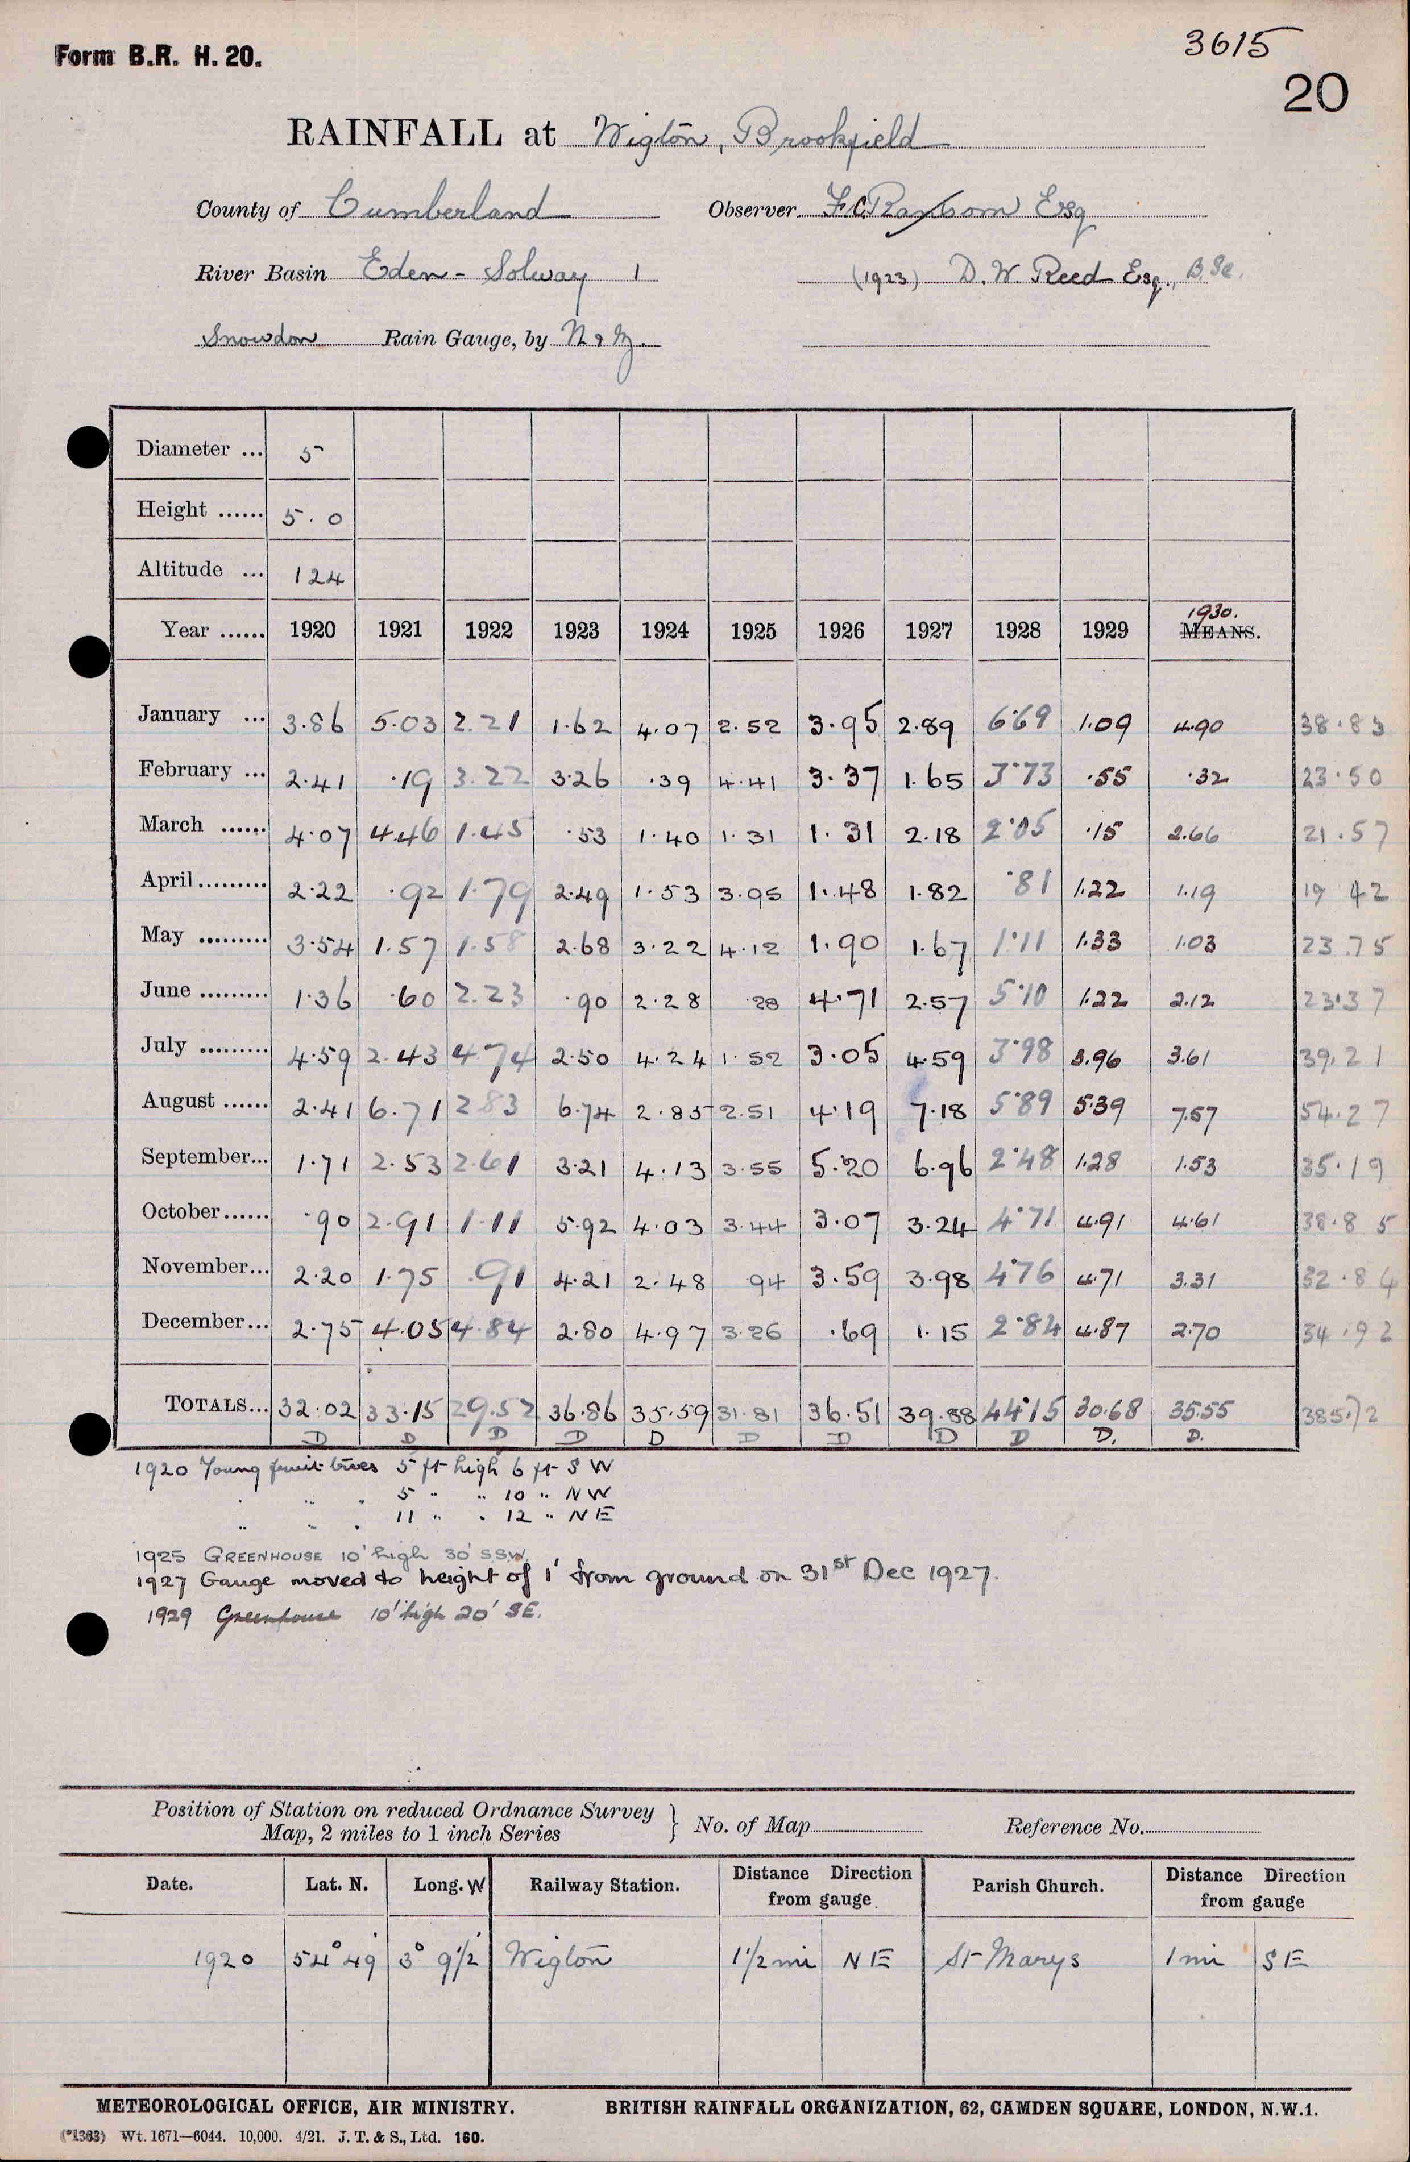 Form B.R. H. 20.
3615
20
RAINFALL at Wigton, Brookfield
County of Cumberland Observer F.C. Ransom Esq
River Basin Eden - Solway 1 (1923) D. W. Reed Esq., B.Sc.
Snowdon Rain Gauge, by N & Z.
Diameter ... 5
Height ...... 5.0
Altitude ... 124
1930.
Year ...... 1920 1921 1922 1923 1924 1925 1926 1927 1928 1929 MEANS.
January ... 3.86 5.03 2.21 1.62 4.07 2.52 3.95 2.89 6.69 1.09 4.90 38.83
February ... 2.41 .19 3.22 3.26 .39 4.41 3.37 1.65 3.73 .55 .32 23.50
March ...... 4.07 4.46 1.45 .53 1.40 1.31 1.31 2.18 2.05 .15 2.66 21.57
April ......... 2.22 .92 1.79 2.49 1.53 3.95 1.48 1.82 .81 1.22 1.19 19 42
May ......... 3.54 1.57 1.58 2.68 3.22 4.12 1.90 1.67 1.11 1.33 1.03 23.75
June ......... 1.36 .60 2.23 .90 2.28 .28 4.71 2.57 5.10 1.22 2.12 23.37
July ......... 4.59 2.43 4.74 2.50 4.24 1.52 3.05 4.59 3.98 3.96 3.61 39.21
August ...... 2.41 6.71 2.83 6.74 2.85 2.51 4.19 7.18 5.89 5.39 7.57 54.27
September... 1.71 2.53 2.61 3.21 4.13 3.55 5.20 6.96 2.48 1.28 1.53 35.19
October...... .90 2.91 1.11 5.92 4.03 3.44 3.07 3.24 4.71 4.91 4.61 38.85
November... 2.20 1.75 .91 4.21 2.48 94 3.59 3.98 4.76 4.71 3.31 32.84
December... 2.75 4.05 4.84 2.80 4.97 3.26 .69 1.15 2.84 4.87 2.70 34.92
TOTALS... 32.02 33.15 29.52 36.86 35.59 31.81 36.51 39.88 44.15 30.68 35.55 385.72
D D D D D D D D D D. D.
1920 Young fruit trees 5 ft high 6 ft S W
" " " 5 " " 10 " NW
" " " 11 " " 12 " NE
1925 GREENHOUSE 10' high 30' SSW.
1927 Gauge moved to height of 1' from ground on 31st Dec 1927.
1929 Greenhouse 10' high 20' SE.
Position of Station on reduced Ordnance Survey
Map, 2 miles to 1 inch Series } No. of Map Reference No.
Date. Lat. N. Long. W Railway Station. Distance Direction from gauge Parish Church. Distance Direction from gauge
1920 54° 49' 3° 9½' Wigton 1½ mi NE St Marys 1 mi SE
METEOROLOGICAL OFFICE, AIR MINISTRY. BRITISH RAINFALL ORGANIZATION, 62, CAMDEN SQUARE, LONDON, N.W.1.
(*1363) Wt. 1671—6044. 10,000. 4/21. J. T. & S., Ltd. 160.